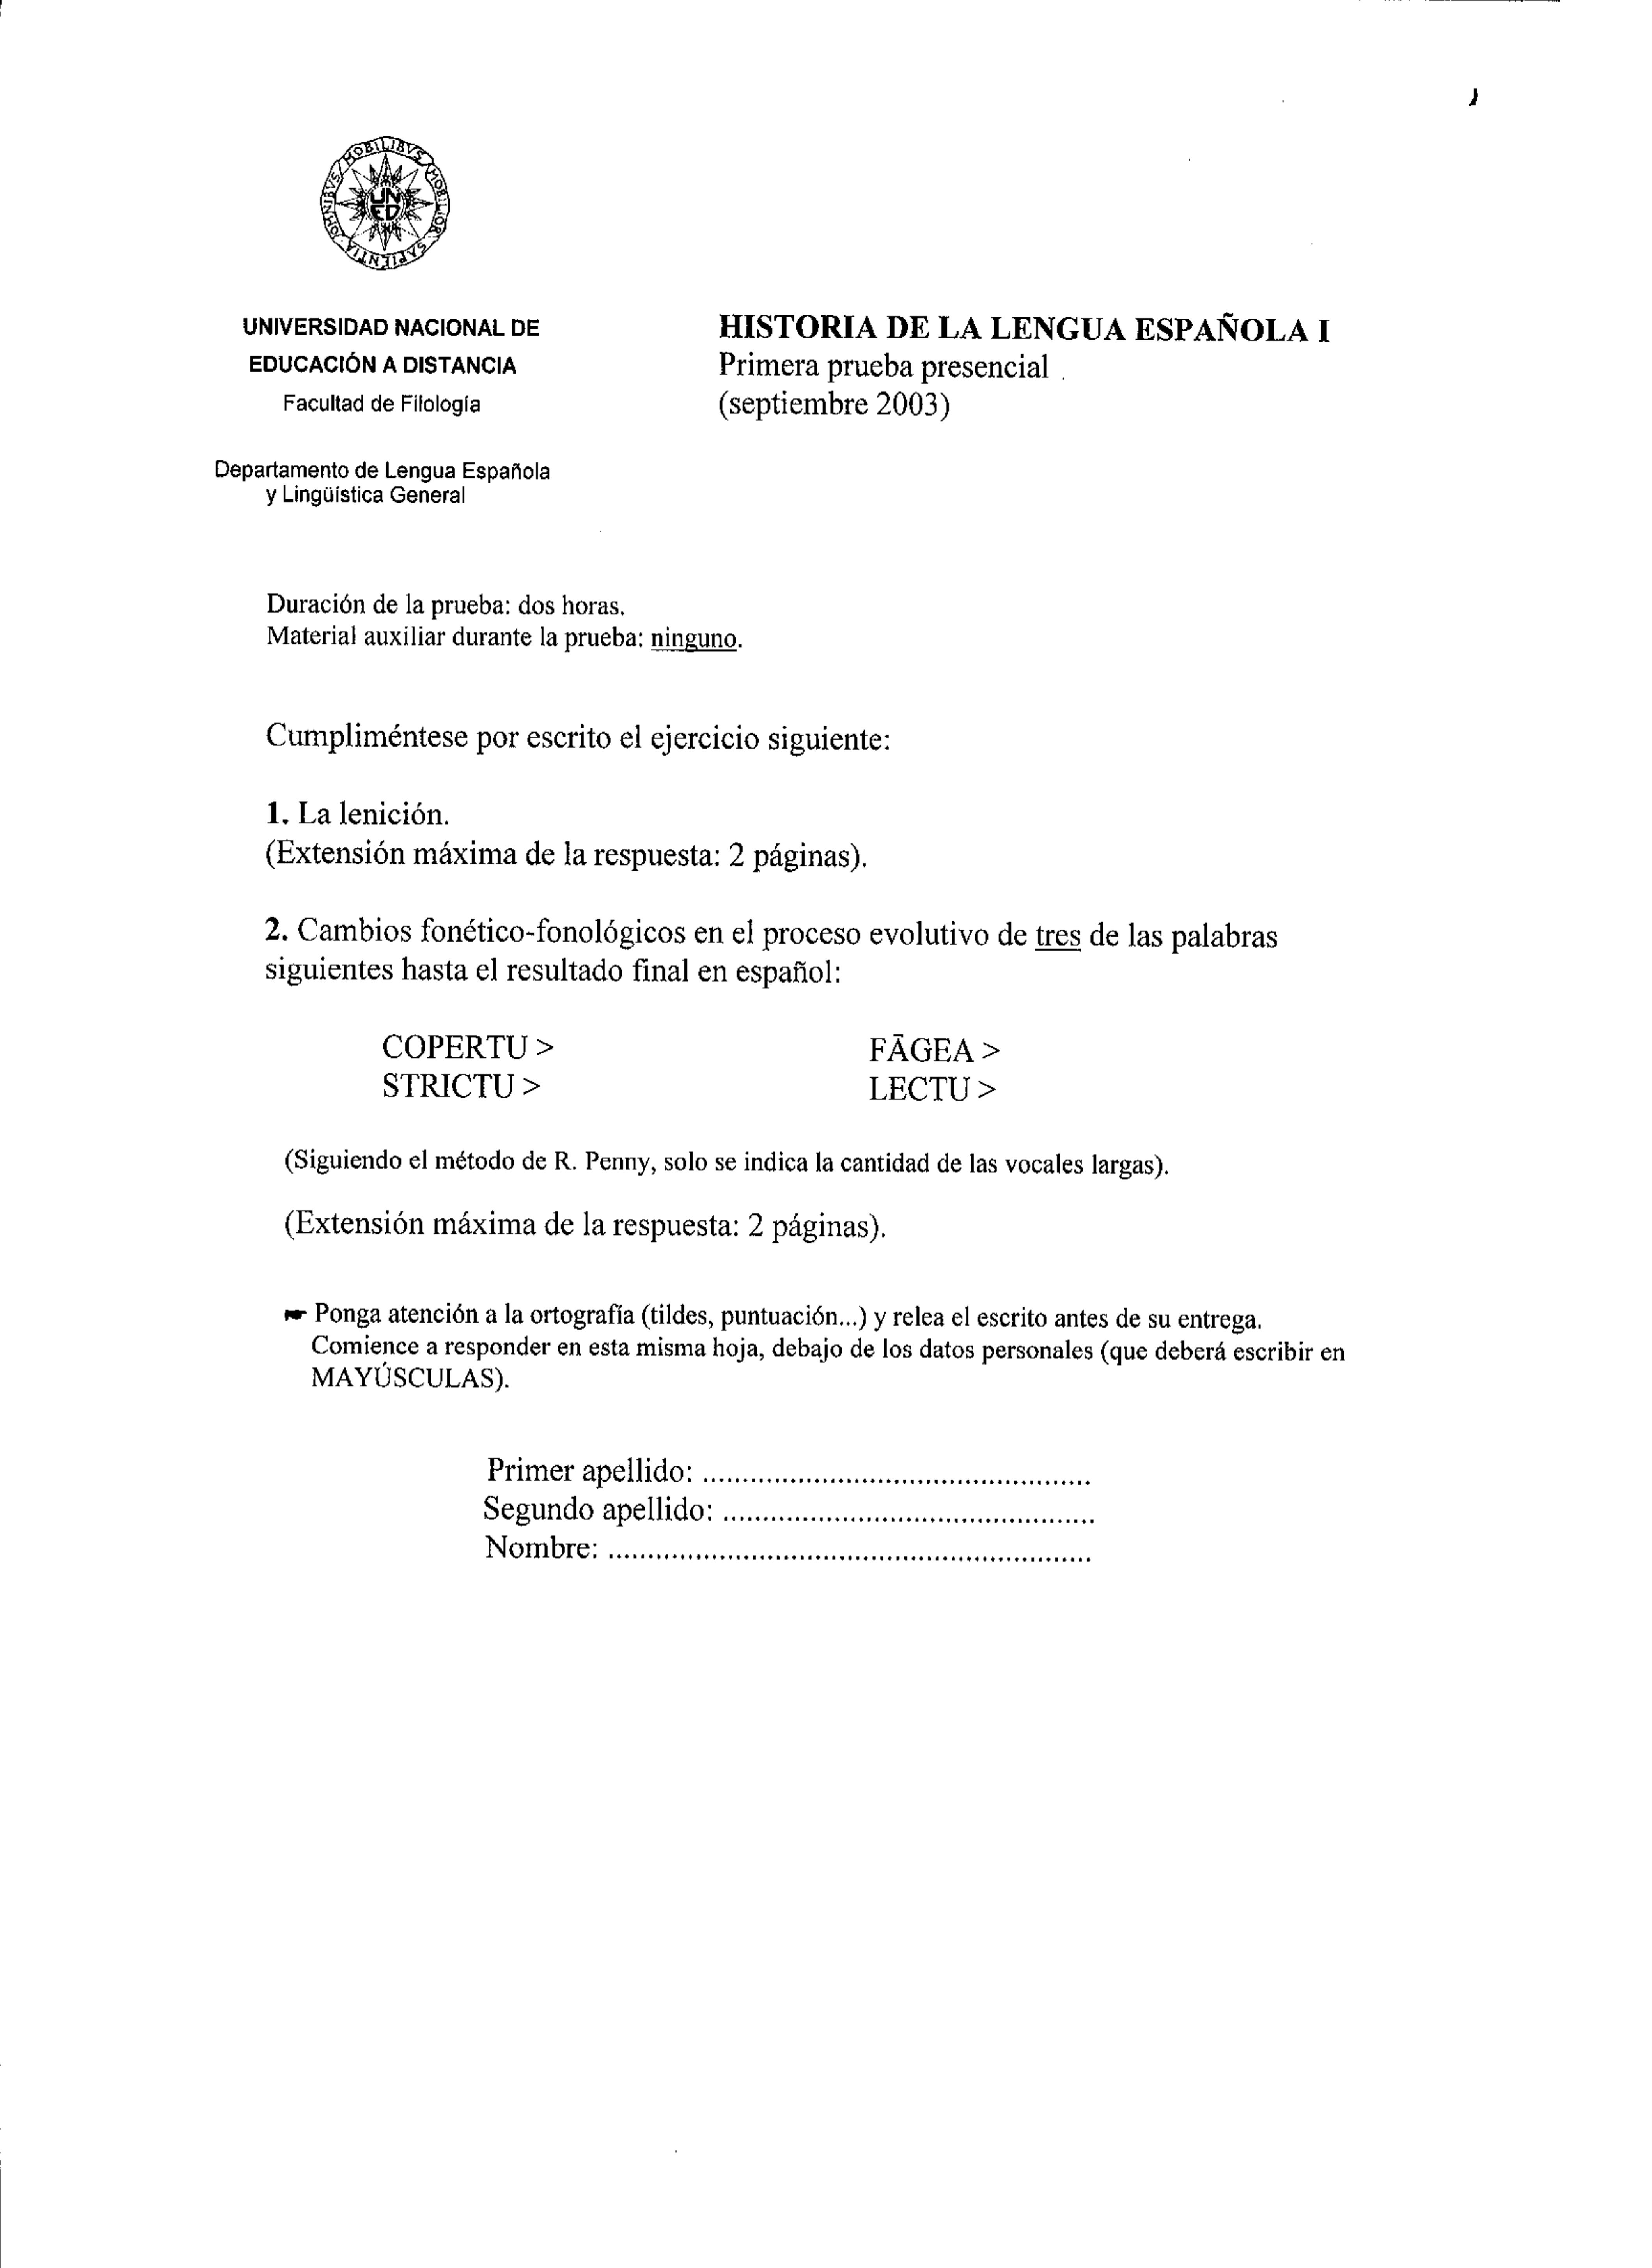 OMNIBVS MOBILIBVS MOBILIOR SAPIENTIA
UNED
UNIVERSIDAD NACIONAL DE
EDUCACIÓN A DISTANCIA
Facultad de Filología
Departamento de Lengua Española
y Lingüística General
HISTORIA DE LA LENGUA ESPAÑOLA I
Primera prueba presencial
(septiembre 2003)
Duración de la prueba: dos horas.
Material auxiliar durante la prueba: ninguno.
Cumpliméntese por escrito el ejercicio siguiente:
1. La lenición.
(Extensión máxima de la respuesta: 2 páginas).
2. Cambios fonético-fonológicos en el proceso evolutivo de tres de las palabras
siguientes hasta el resultado final en español:
COPERTU > FĀGEA >
STRICTU > LECTU >
(Siguiendo el método de R. Penny, solo se indica la cantidad de las vocales largas).
(Extensión máxima de la respuesta: 2 páginas).
☛ Ponga atención a la ortografía (tildes, puntuación...) y relea el escrito antes de su entrega.
Comience a responder en esta misma hoja, debajo de los datos personales (que deberá escribir en
MAYÚSCULAS).
Primer apellido: ................................................
Segundo apellido: ..............................................
Nombre: ............................................................